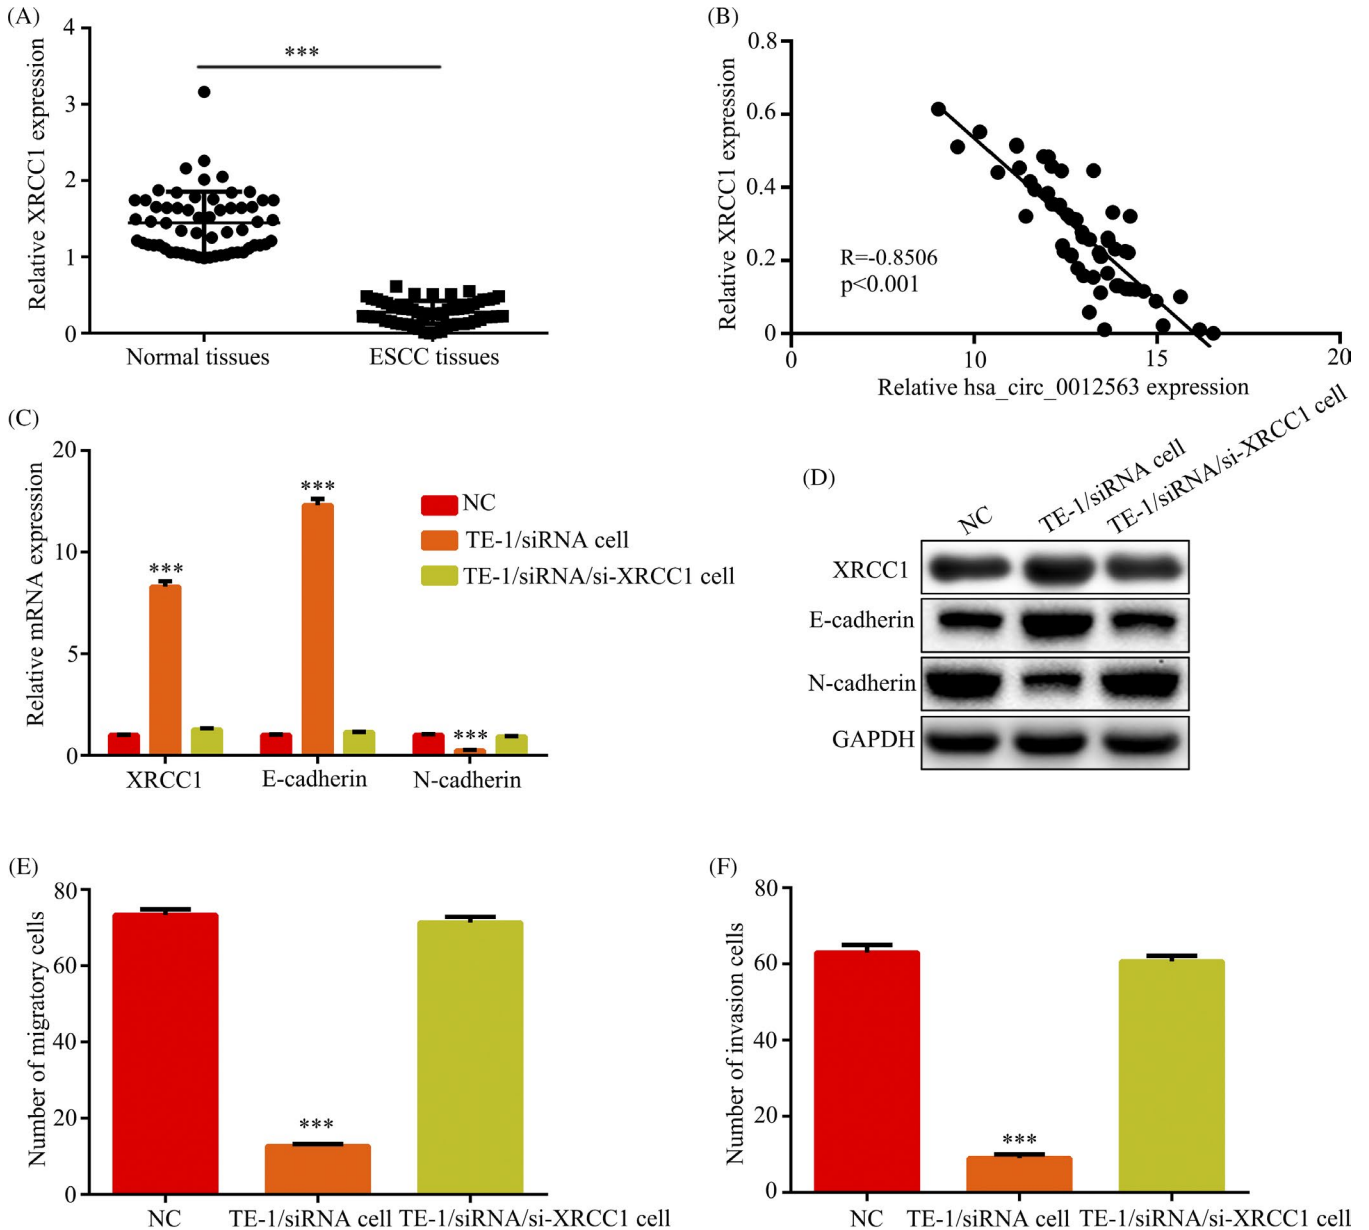 (A)
Relative XRCC1 expression
4
3
2
1
0
***
Normal tissues
ESCC tissues
(B)
Relative XRCC1 expression
0.8
0.6
0.4
0.2
0
R=-0.8506
p<0.001
0
10
15
20
Relative hsa_circ_0012563 expression
(C)
Relative mRNA expression
20
10
5
0
***
***
***
NC
TE-1/siRNA cell
TE-1/siRNA/si-XRCC1 cell
XRCC1
E-cadherin
N-cadherin
(D)
NC
TE-1/siRNA cell
TE-1/siRNA/si-XRCC1 cell
XRCC1
E-cadherin
N-cadherin
GAPDH
(E)
Number of migratory cells
80
60
40
20
0
***
NC
TE-1/siRNA cell
TE-1/siRNA/si-XRCC1 cell
(F)
Number of invasion cells
80
60
40
20
0
***
NC
TE-1/siRNA cell
TE-1/siRNA/si-XRCC1 cell